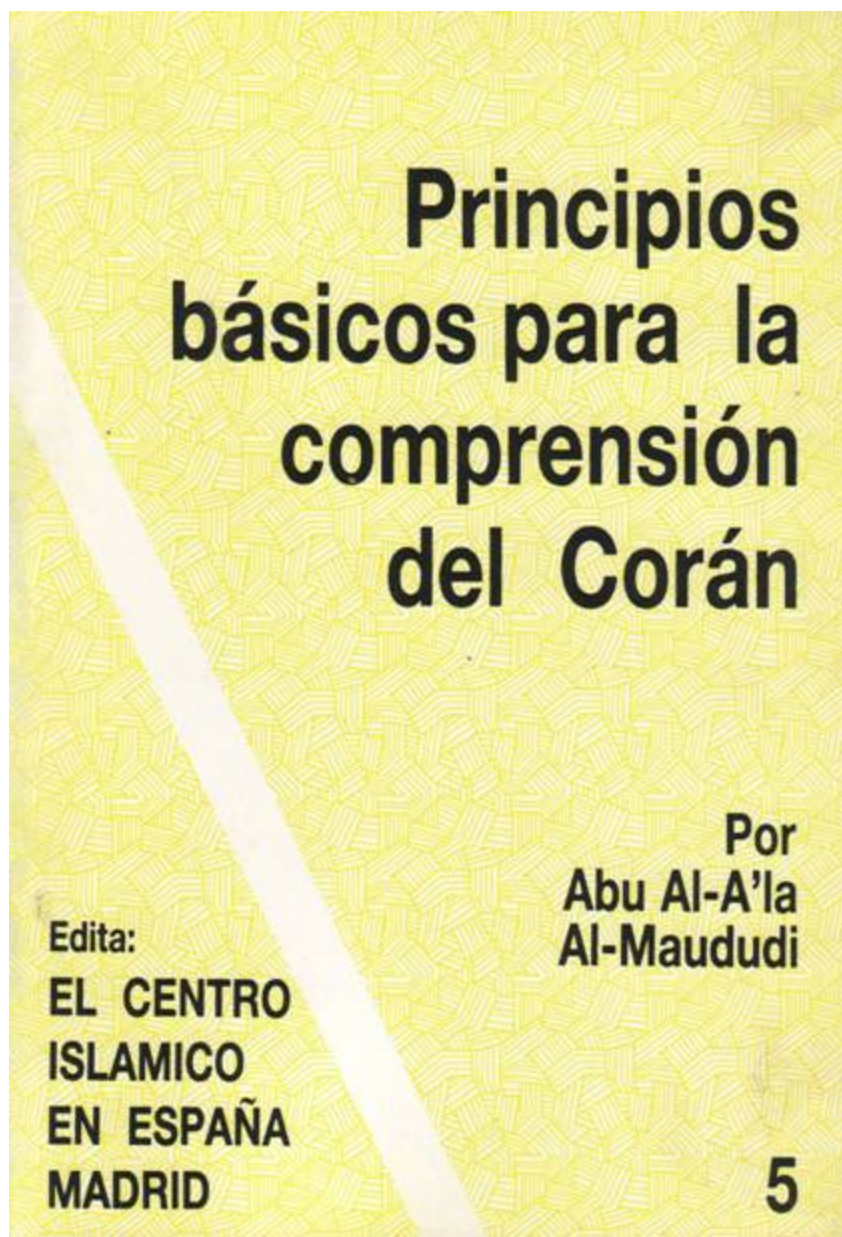 Principios
básicos para la
comprensión
del Corán
Por
Abu Al-A'la
Al-Maududi
Edita:
EL CENTRO
ISLAMICO
EN ESPAÑA
MADRID
5